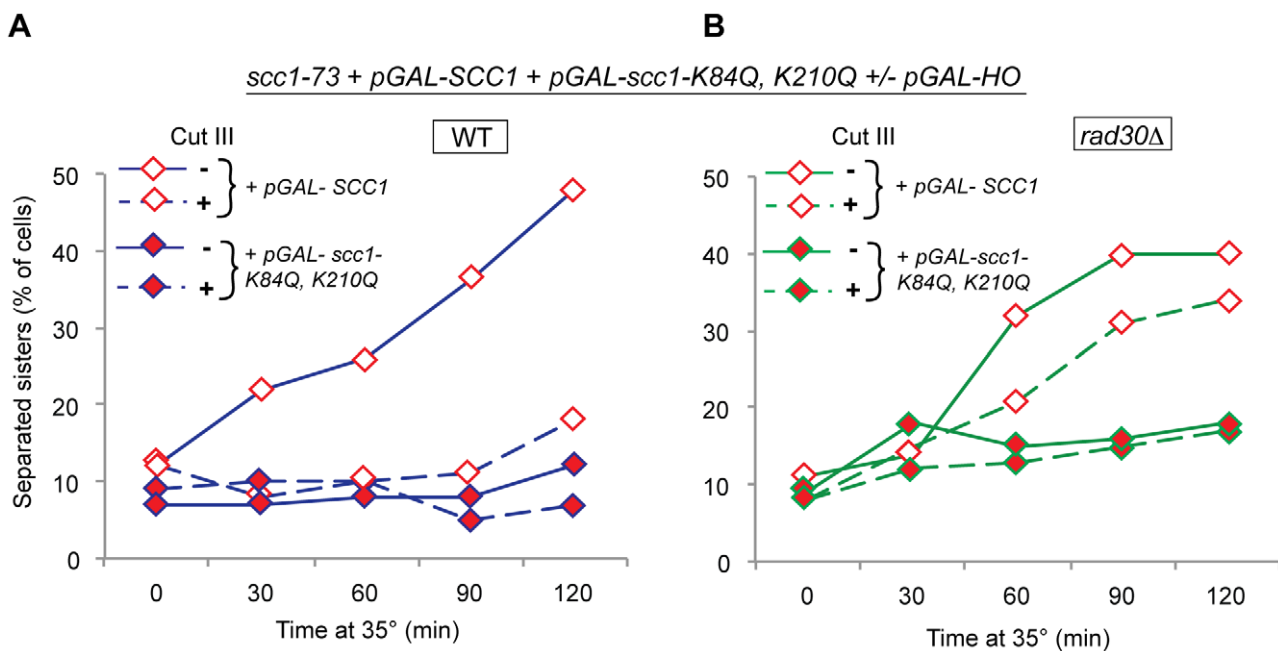 A
B
scc1-73 + pGAL-SCC1 + pGAL-scc1-K84Q, K210Q +/- pGAL-HO
Cut III
WT
-
+
+ pGAL- SCC1
-
+
+ pGAL- scc1-
K84Q, K210Q
Separated sisters (% of cells)
50
40
30
20
10
0
0 30 60 90 120
Time at 35° (min)
Cut III
rad30Δ
-
+
+ pGAL- SCC1
-
+
+ pGAL-scc1-
K84Q, K210Q
50
40
30
20
10
0
0 30 60 90 120
Time at 35° (min)